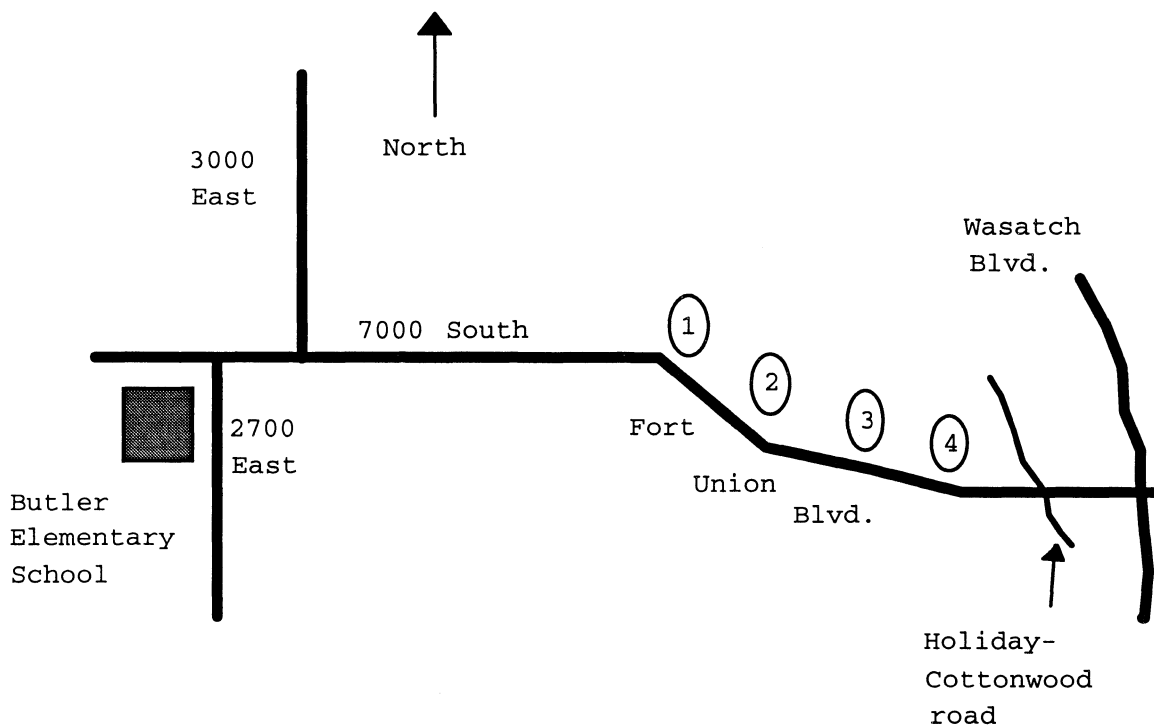 North
3000
East
Wasatch
Blvd.
7000 South
1
2
3
4
Fort
Union
Blvd.
2700
East
Butler
Elementary
School
Holiday-
Cottonwood
road